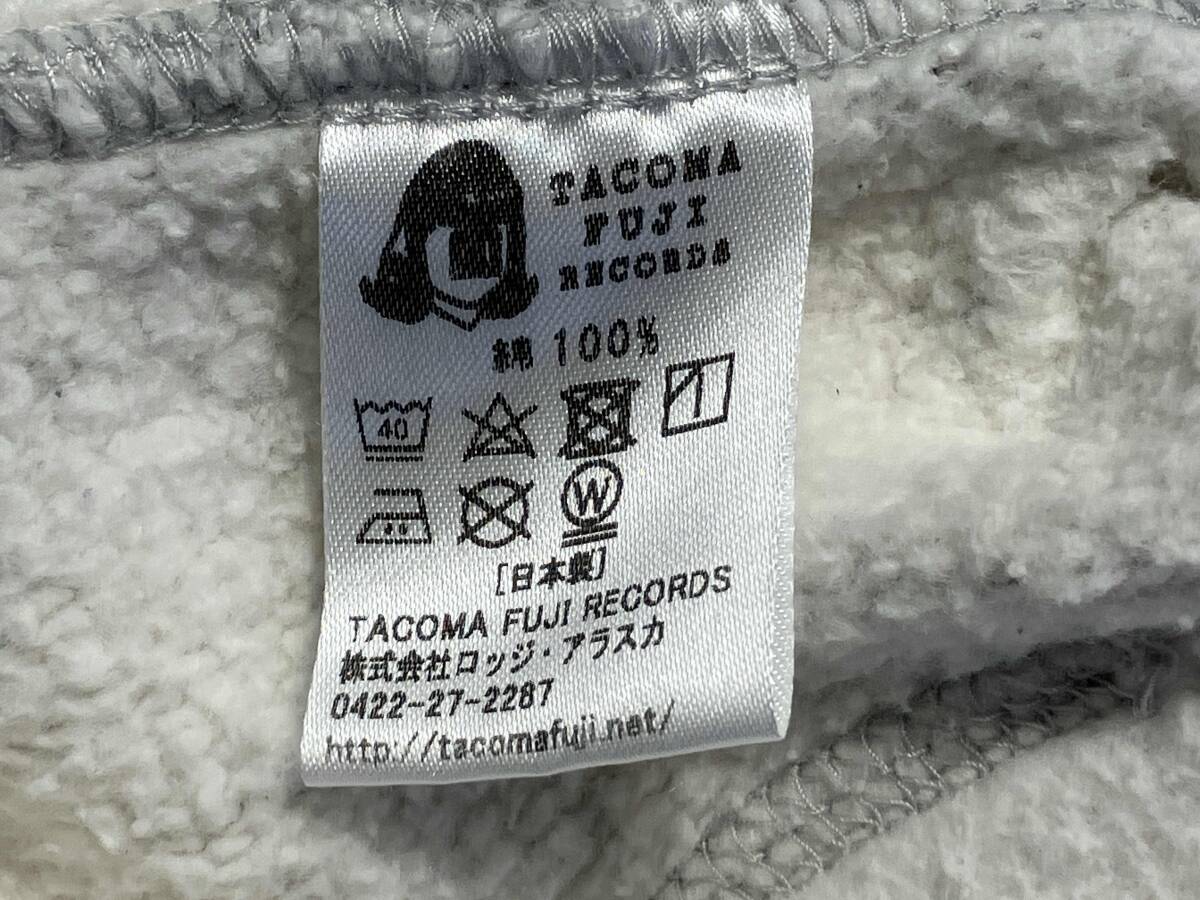 TACOMA
FUJI
RECORDS
綿 100%
40
W
[日本製]
TACOMA FUJI RECORDS
株式会社ロッジ・アラスカ
0422-27-2287
http://tacomafuji.net/